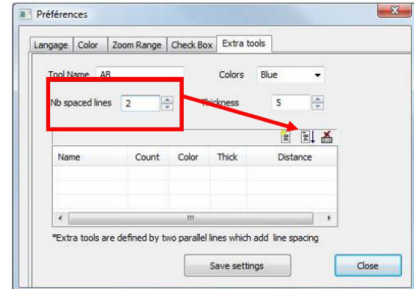 Préférences
Langage Color Zoom Range Check Box Extra tools
Tool Name AB Colors Blue
Nb spaced lines 2 Thickness 5
Name Count Color Thick Distance
*Extra tools are defined by two parallel lines which add line spacing
Save settings Close